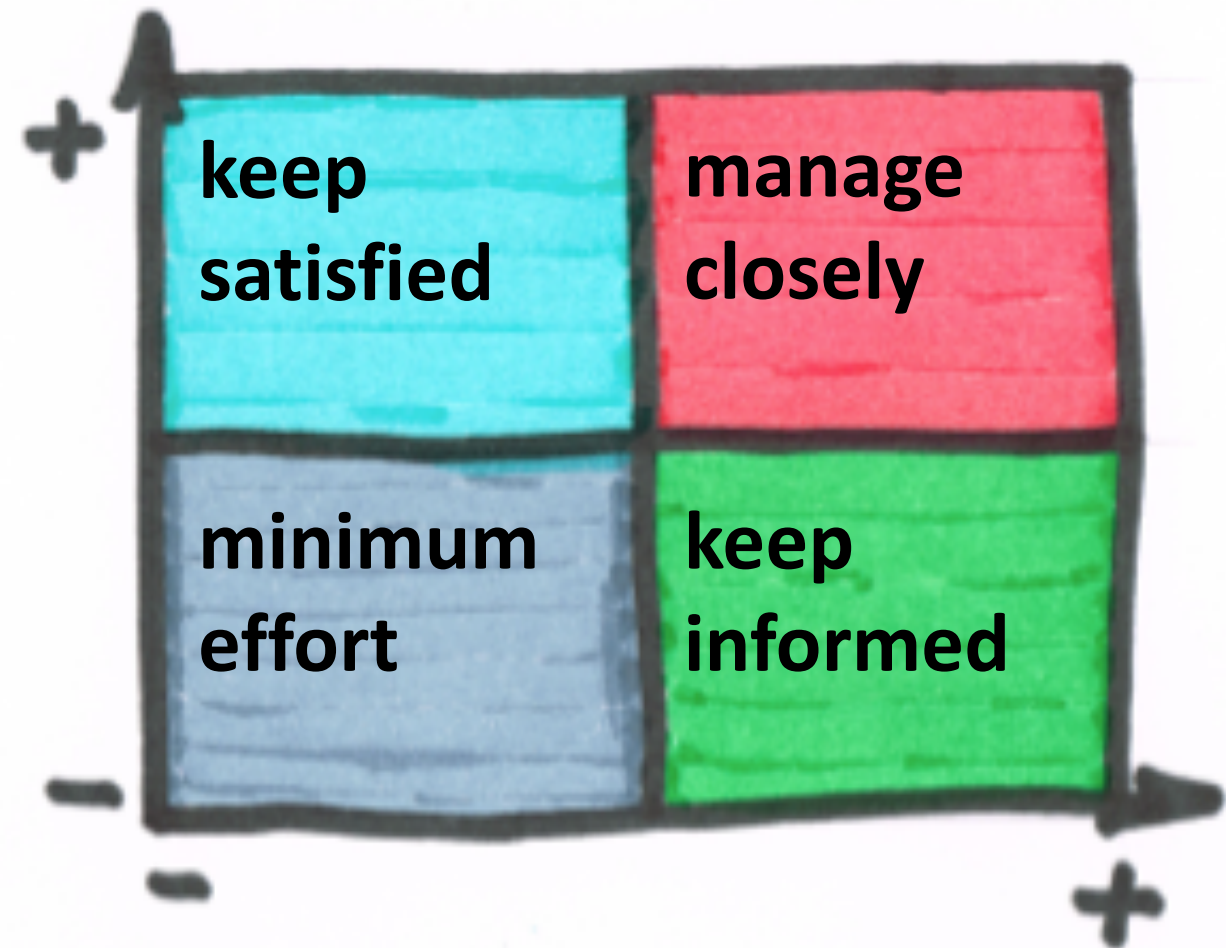 +
keep
satisfied
manage
closely
minimum
effort
keep
informed
-
-
+